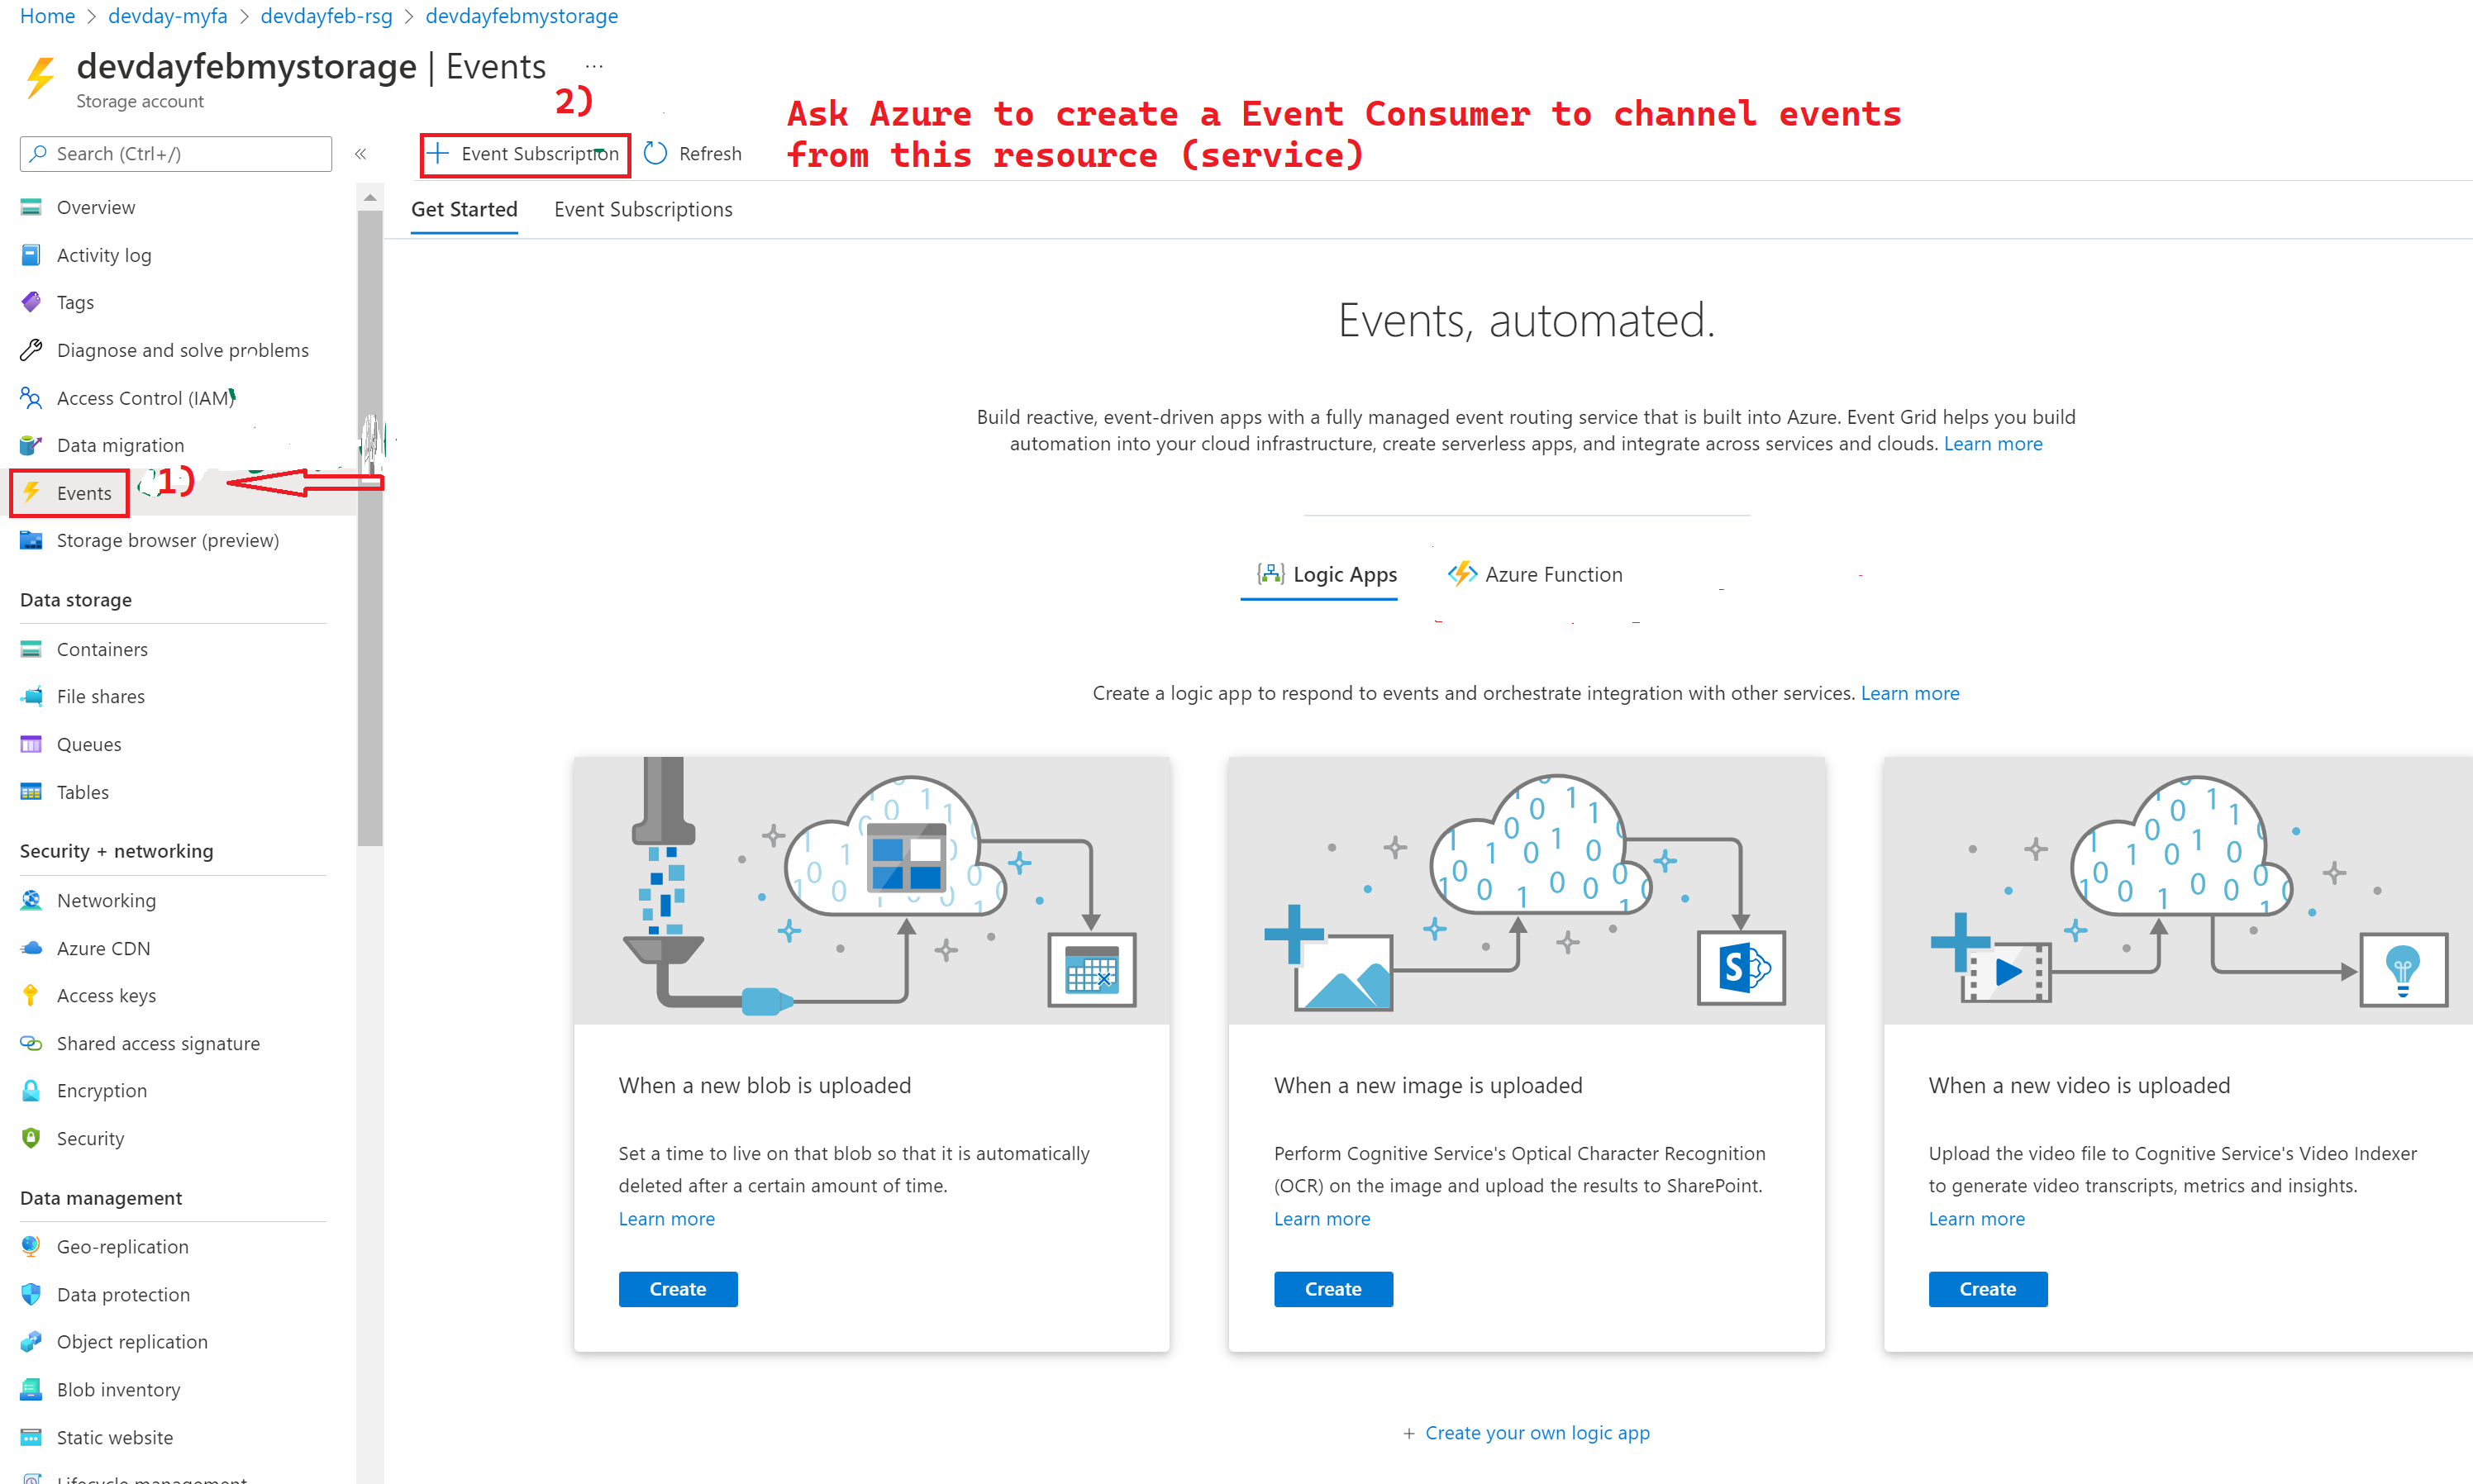 Home > devday-myfa > devdayfeb-rsg > devdayfebmystorage
devdayfebmystorage | Events ...
Storage account
2)
Ask Azure to create a Event Consumer to channel events
from this resource (service)
Search (Ctrl+/)
«
+ Event Subscription
Refresh
Get Started
Event Subscriptions
Overview
Activity log
Tags
Diagnose and solve problems
Access Control (IAM)
Data migration
Events
1)
Storage browser (preview)
Data storage
Containers
File shares
Queues
Tables
Security + networking
Networking
Azure CDN
Access keys
Shared access signature
Encryption
Security
Data management
Geo-replication
Data protection
Object replication
Blob inventory
Static website
Lifecycle management
Events, automated.
Build reactive, event-driven apps with a fully managed event routing service that is built into Azure. Event Grid helps you build
automation into your cloud infrastructure, create serverless apps, and integrate across services and clouds. Learn more
Logic Apps
Azure Function
Create a logic app to respond to events and orchestrate integration with other services. Learn more
When a new blob is uploaded
Set a time to live on that blob so that it is automatically
deleted after a certain amount of time.
Learn more
Create
When a new image is uploaded
Perform Cognitive Service's Optical Character Recognition
(OCR) on the image and upload the results to SharePoint.
Learn more
Create
When a new video is uploaded
Upload the video file to Cognitive Service's Video Indexer
to generate video transcripts, metrics and insights.
Learn more
Create
+ Create your own logic app